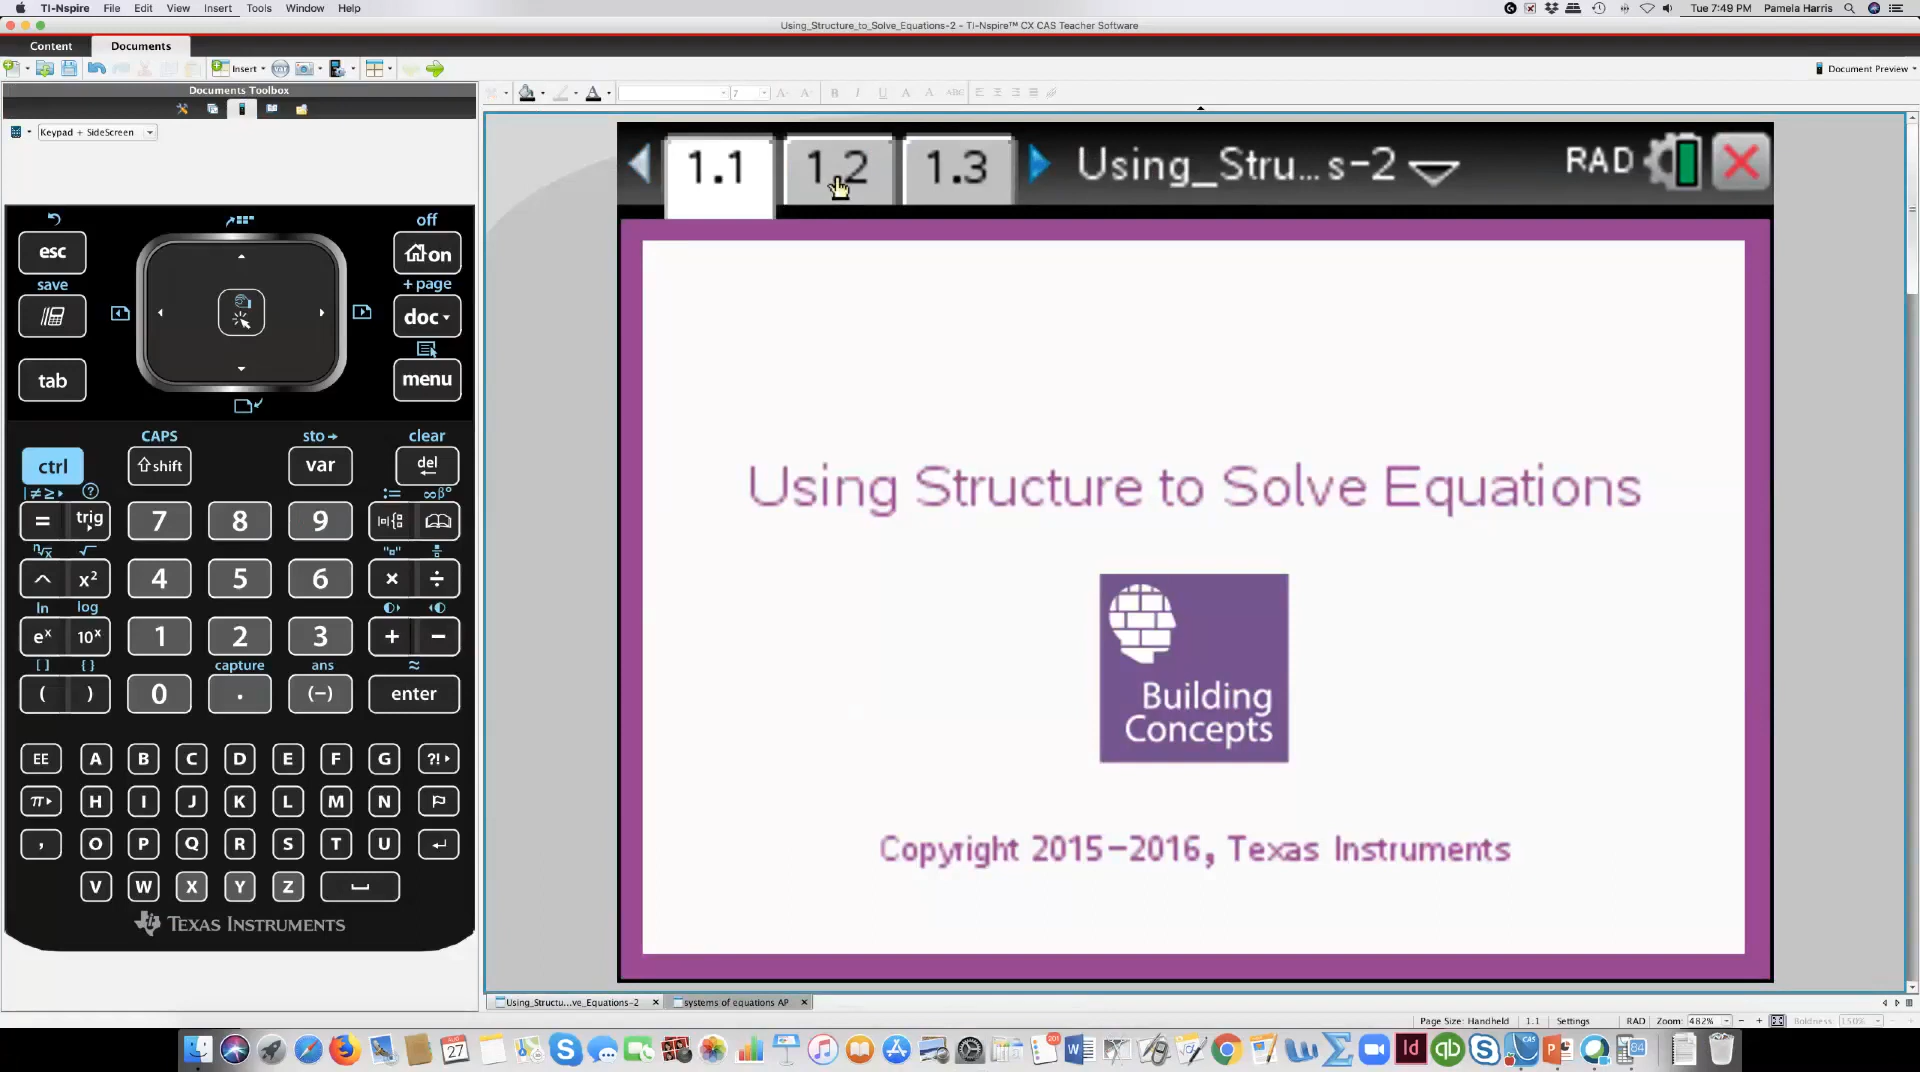 TI-Nspire File Edit View Insert Tools Window Help Tue 7:49 PM Pamela Harris
Using_Structure_to_Solve_Equations-2 - TI-Nspire™ CX CAS Teacher Software
Content Documents
Insert Document Preview
Documents Toolbox
7
Keypad + SideScreen
1.1 1.2 1.3 Using_Stru...s-2 RAD
off
esc on
save + page
doc
tab menu
CAPS sto→ clear
ctrl shift var del
= trig 7 8 9
^ x² 4 5 6 × ÷
ln log
eˣ 10ˣ 1 2 3 + −
[ ] { } capture ans ≈
( ) 0 . (−) enter
EE A B C D E F G ?!
π H I J K L M N
, O P Q R S T U
V W X Y Z
TEXAS INSTRUMENTS
Using Structure to Solve Equations
Building
Concepts
Copyright 2015-2016, Texas Instruments
Using_Structu...ve_Equations-2 systems of equations AP
Page Size: Handheld 1.1 Settings RAD Zoom: 482% Boldness: 150%